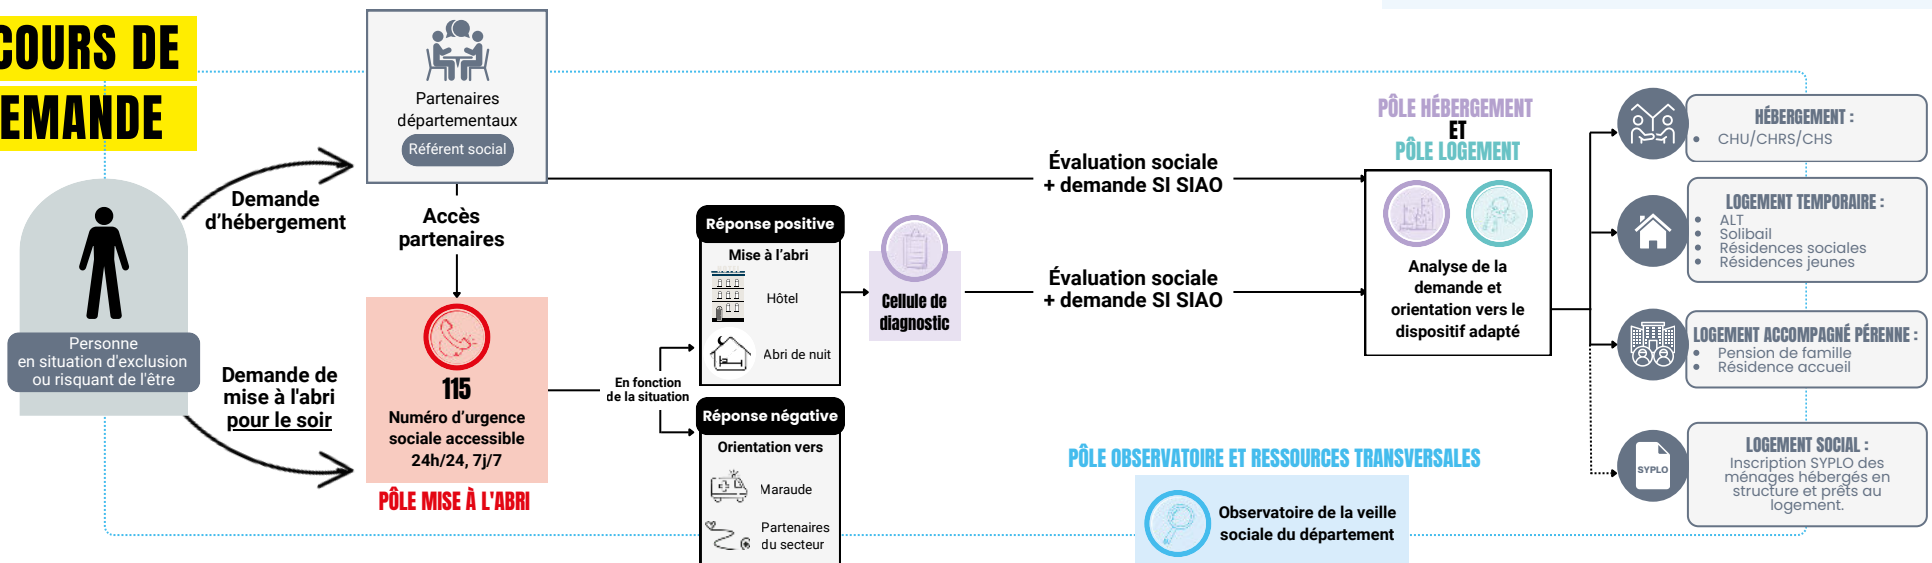 COURS DE
EMANDE
Personne
en situation d'exclusion
ou risquant de l'être
Demande
d'hébergement
Demande de
mise à l'abri
pour le soir
Partenaires
départementaux
Référent social
Accès
partenaires
115
Numéro d'urgence
sociale accessible
24h/24, 7j/7
PÔLE MISE À L'ABRI
En fonction
de la situation
Réponse positive
Mise à l'abri
Hôtel
Abri de nuit
Réponse négative
Orientation vers
Maraude
Partenaires
du secteur
Cellule de
diagnostic
Évaluation sociale
+ demande SI SIAO
Évaluation sociale
+ demande SI SIAO
PÔLE HÉBERGEMENT
ET
PÔLE LOGEMENT
Analyse de la
demande et
orientation vers le
dispositif adapté
PÔLE OBSERVATOIRE ET RESSOURCES TRANSVERSALES
Observatoire de la veille
sociale du département
HÉBERGEMENT :
• CHU/CHRS/CHS
LOGEMENT TEMPORAIRE :
• ALT
• Solibail
• Résidences sociales
• Résidences jeunes
LOGEMENT ACCOMPAGNÉ PÉRENNE :
• Pension de famille
• Résidence accueil
SYPLO
LOGEMENT SOCIAL :
Inscription SYPLO des
ménages hébergés en
structure et prêts au
logement.